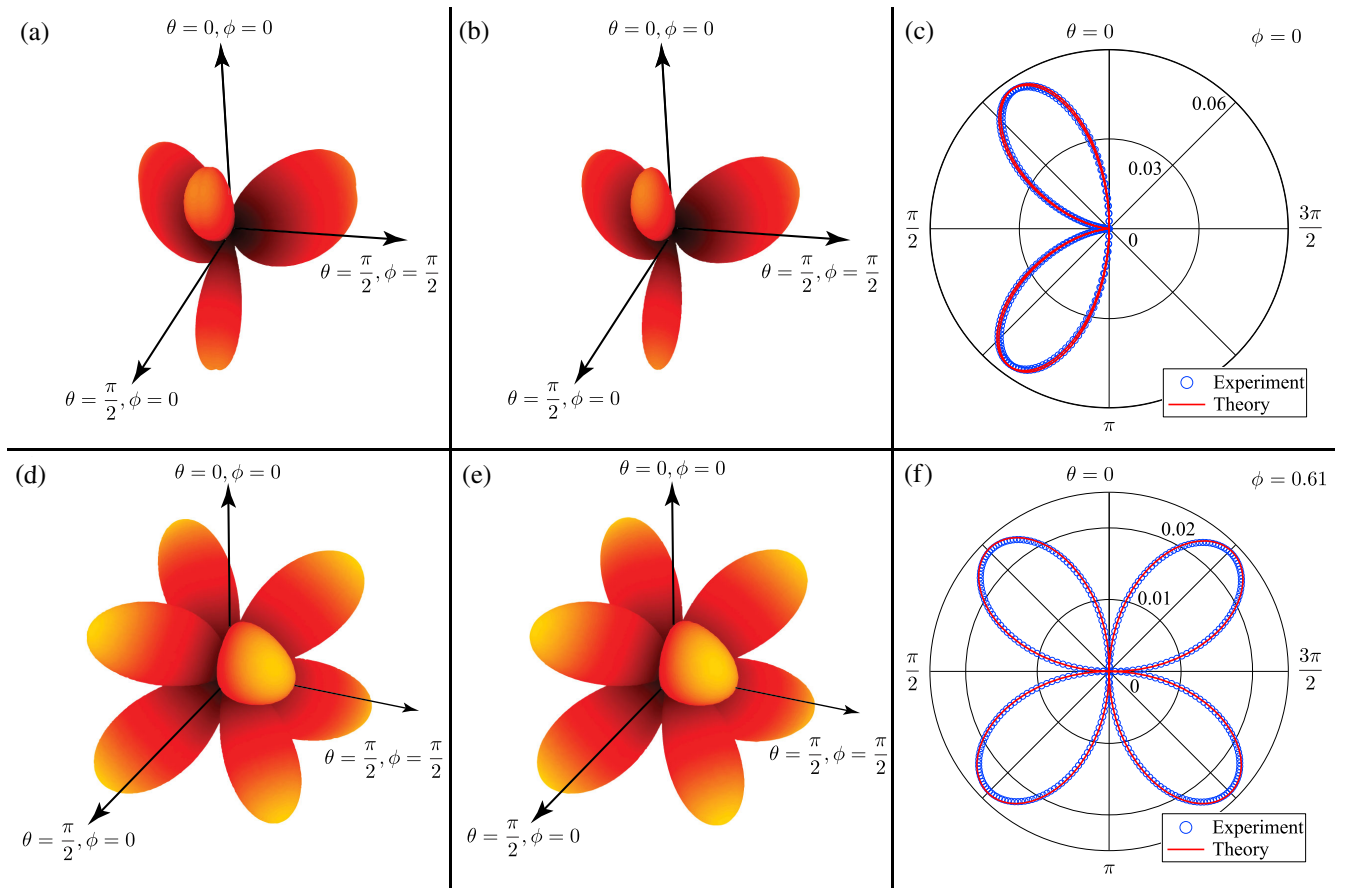 (a)
θ = 0, ϕ = 0
θ = π/2, ϕ = π/2
θ = π/2, ϕ = 0
(b)
θ = 0, ϕ = 0
θ = π/2, ϕ = π/2
θ = π/2, ϕ = 0
(c)
θ = 0
ϕ = 0
0.06
0.03
0
π/2
3π/2
π
Experiment
Theory
(d)
θ = 0, ϕ = 0
θ = π/2, ϕ = π/2
θ = π/2, ϕ = 0
(e)
θ = 0, ϕ = 0
θ = π/2, ϕ = π/2
θ = π/2, ϕ = 0
(f)
θ = 0
ϕ = 0.61
0.02
0.01
0
π/2
3π/2
π
Experiment
Theory